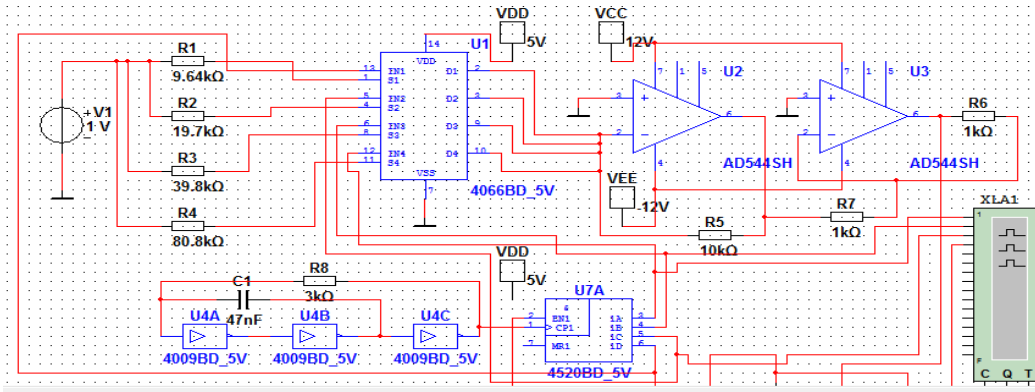 VDD
5V
VCC
12V
U1
14
VDD
R1
9.64kΩ
13
1
IN1
S1
D1
2
R2
19.7kΩ
5
4
IN2
S2
D2
3
R3
39.8kΩ
6
8
IN3
S3
D3
9
R4
80.8kΩ
12
11
IN4
S4
D4
10
VSS
7
4066BD_5V
+
V1
1 V
−
U2
7
1
5
3
+
2
−
6
4
AD544SH
U3
7
1
5
3
+
2
−
6
4
AD544SH
R6
1kΩ
VEE
-12V
R5
10kΩ
R7
1kΩ
XLA1
1
F
C Q T
VDD
5V
R8
3kΩ
C1
47nF
U4A
4009BD_5V
U4B
4009BD_5V
U4C
4009BD_5V
U7A
2
EN1
1
CP1
7
MR1
1A
3
1B
4
1C
5
1D
6
4520BD_5V